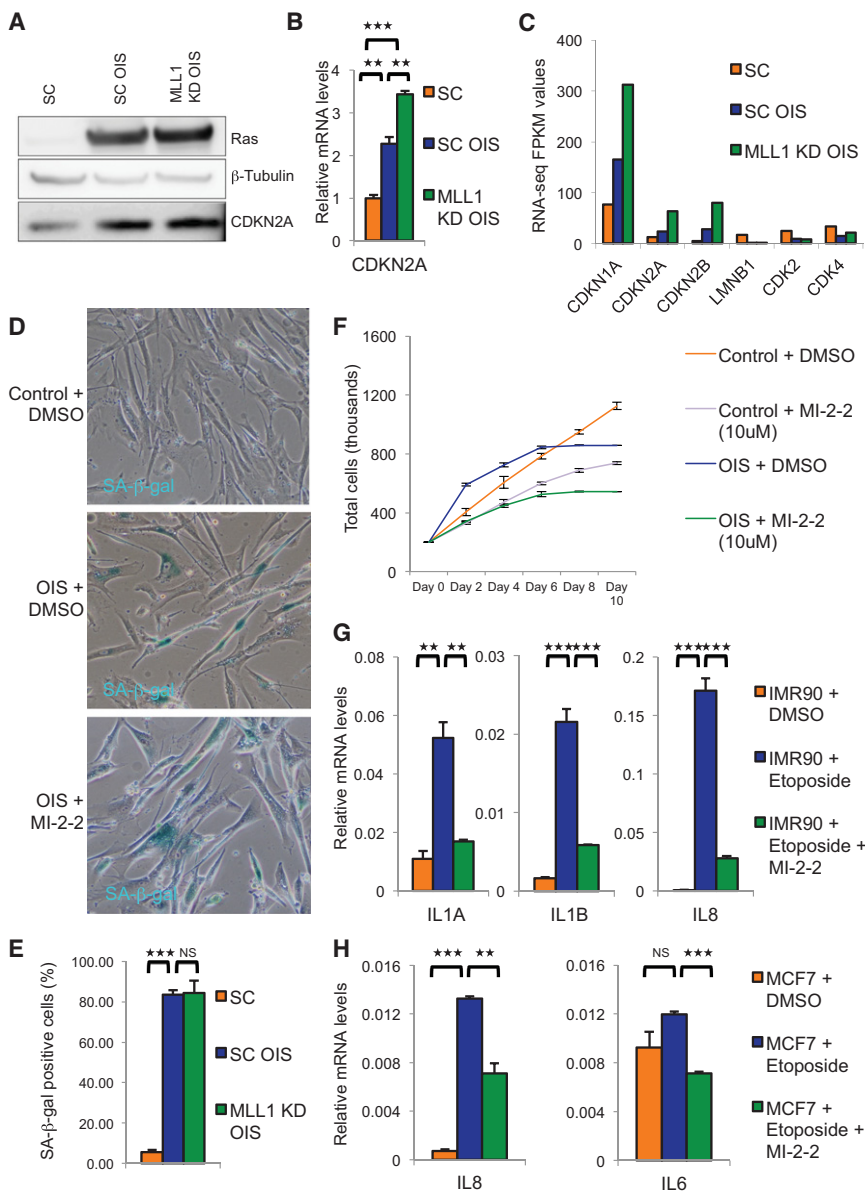 A
SC
SC OIS
MLL1
KD OIS
Ras
β-Tubulin
CDKN2A
B
★★★
★★ ★★
Relative mRNA levels
4
3
2
1
0
CDKN2A
SC
SC OIS
MLL1
KD OIS
C
RNA-seq FPKM values
400
300
200
100
0
CDKN1A
CDKN2A
CDKN2B
LMNB1
CDK2
CDK4
SC
SC OIS
MLL1 KD OIS
D
Control +
DMSO
SA-β-gal
OIS +
DMSO
SA-β-gal
OIS +
MI-2-2
SA-β-gal
E
SA-β-gal positive cells (%)
100.00
80.00
60.00
40.00
20.00
0.00
★★★ NS
SC
SC OIS
MLL1 KD
OIS
F
Total cells (thousands)
1600
1200
800
400
0
Day 0 Day 2 Day 4 Day 6 Day 8 Day
10
Control + DMSO
Control + MI-2-2
(10uM)
OIS + DMSO
OIS + MI-2-2
(10uM)
G
Relative mRNA levels
0.08
0.06
0.04
0.02
0
★★ ★★
IL1A
0.03
0.02
0.01
0
★★★ ★★★
IL1B
0.2
0.15
0.1
0.05
0
★★★ ★★★
IL8
IMR90 +
DMSO
IMR90 +
Etoposide
IMR90 +
Etoposide +
MI-2-2
H
Relative mRNA levels
0.016
0.012
0.008
0.004
0
★★★ ★★
IL8
0.016
0.012
0.008
0.004
0
NS ★★★
IL6
MCF7 +
DMSO
MCF7 +
Etoposide
MCF7 +
Etoposide +
MI-2-2